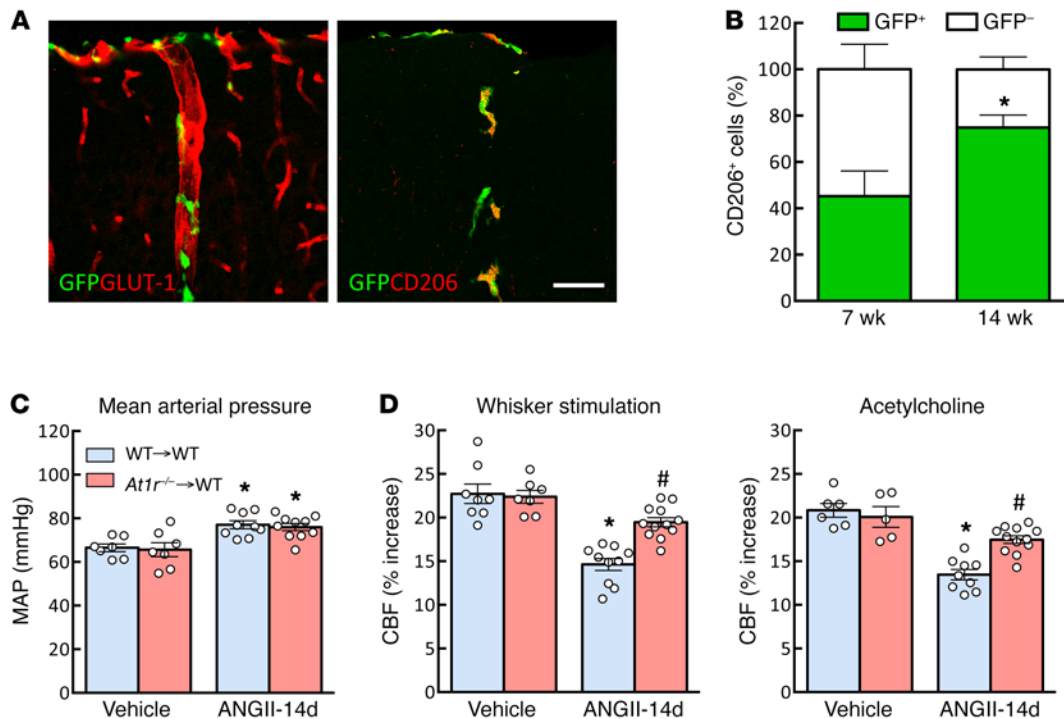 A
GFPGLUT-1
GFPCD206
B
GFP⁺ GFP⁻
CD206⁺ cells (%)
120
100
80
60
40
20
0
7 wk 14 wk
*
C
Mean arterial pressure
MAP (mmHg)
120
100
80
60
40
20
0
WT→WT
At1r⁻/⁻→WT
* *
Vehicle ANGII-14d
D
Whisker stimulation
CBF (% increase)
30
25
20
15
10
5
0
* #
Vehicle ANGII-14d
Acetylcholine
CBF (% increase)
30
25
20
15
10
5
0
* #
Vehicle ANGII-14d